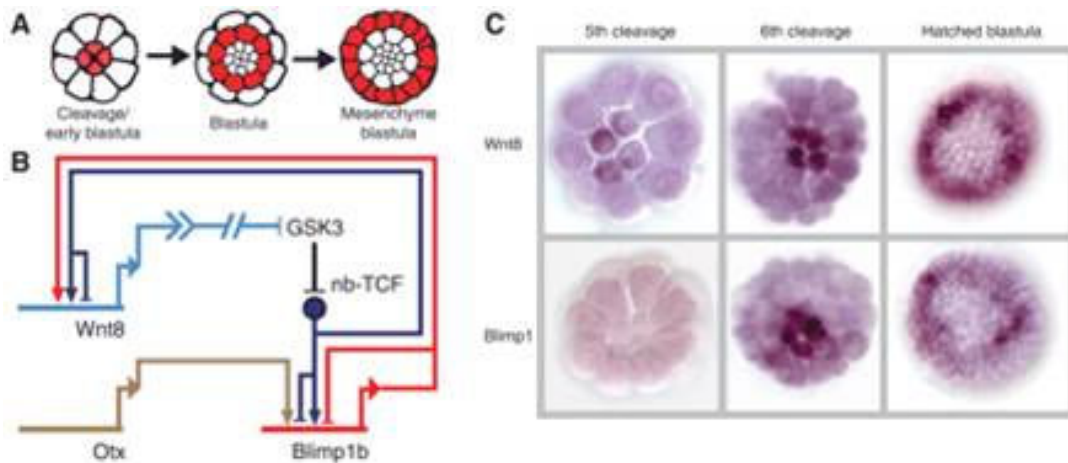 A
Cleavage/
early blastula
Blastula
Mesenchyme
blastula
B
GSK3
nb-TCF
Wnt8
Otx
Blimp1b
C
5th cleavage
6th cleavage
Hatched blastula
Wnt8
Blimp1